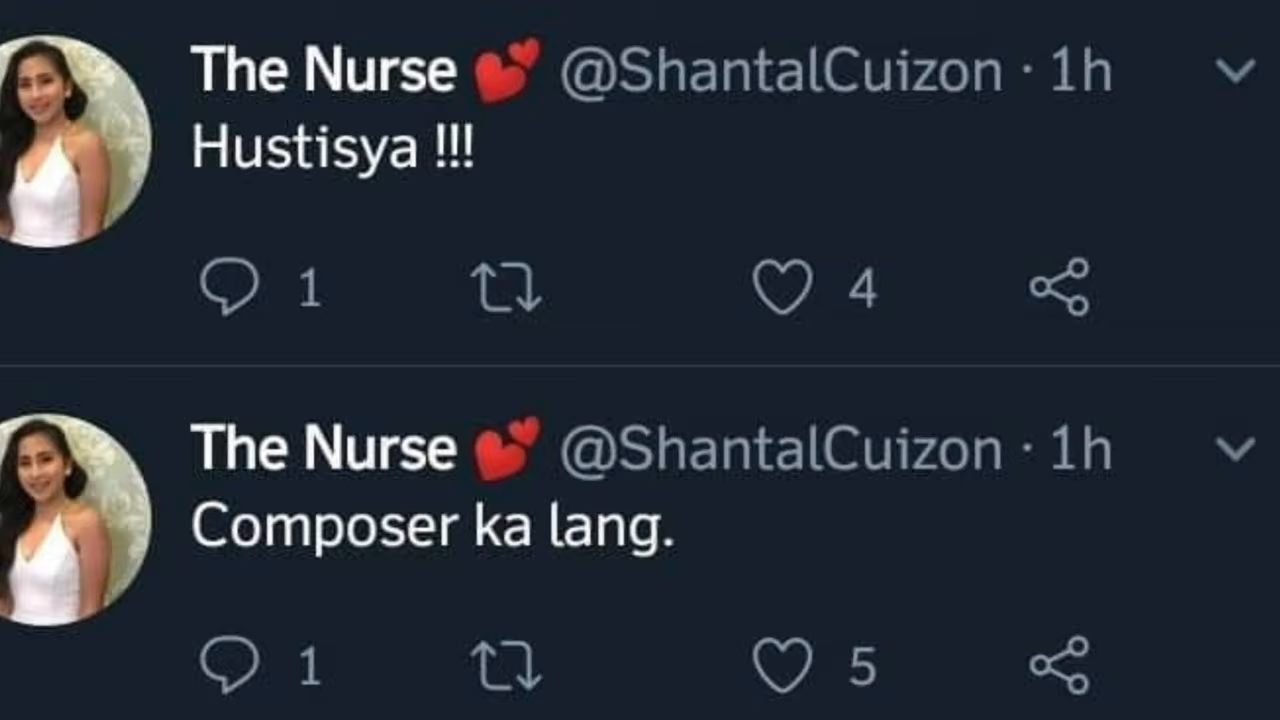 The Nurse 💕 @ShantalCuizon · 1h
Hustisya !!!
1 4
The Nurse 💕 @ShantalCuizon · 1h
Composer ka lang.
1 5